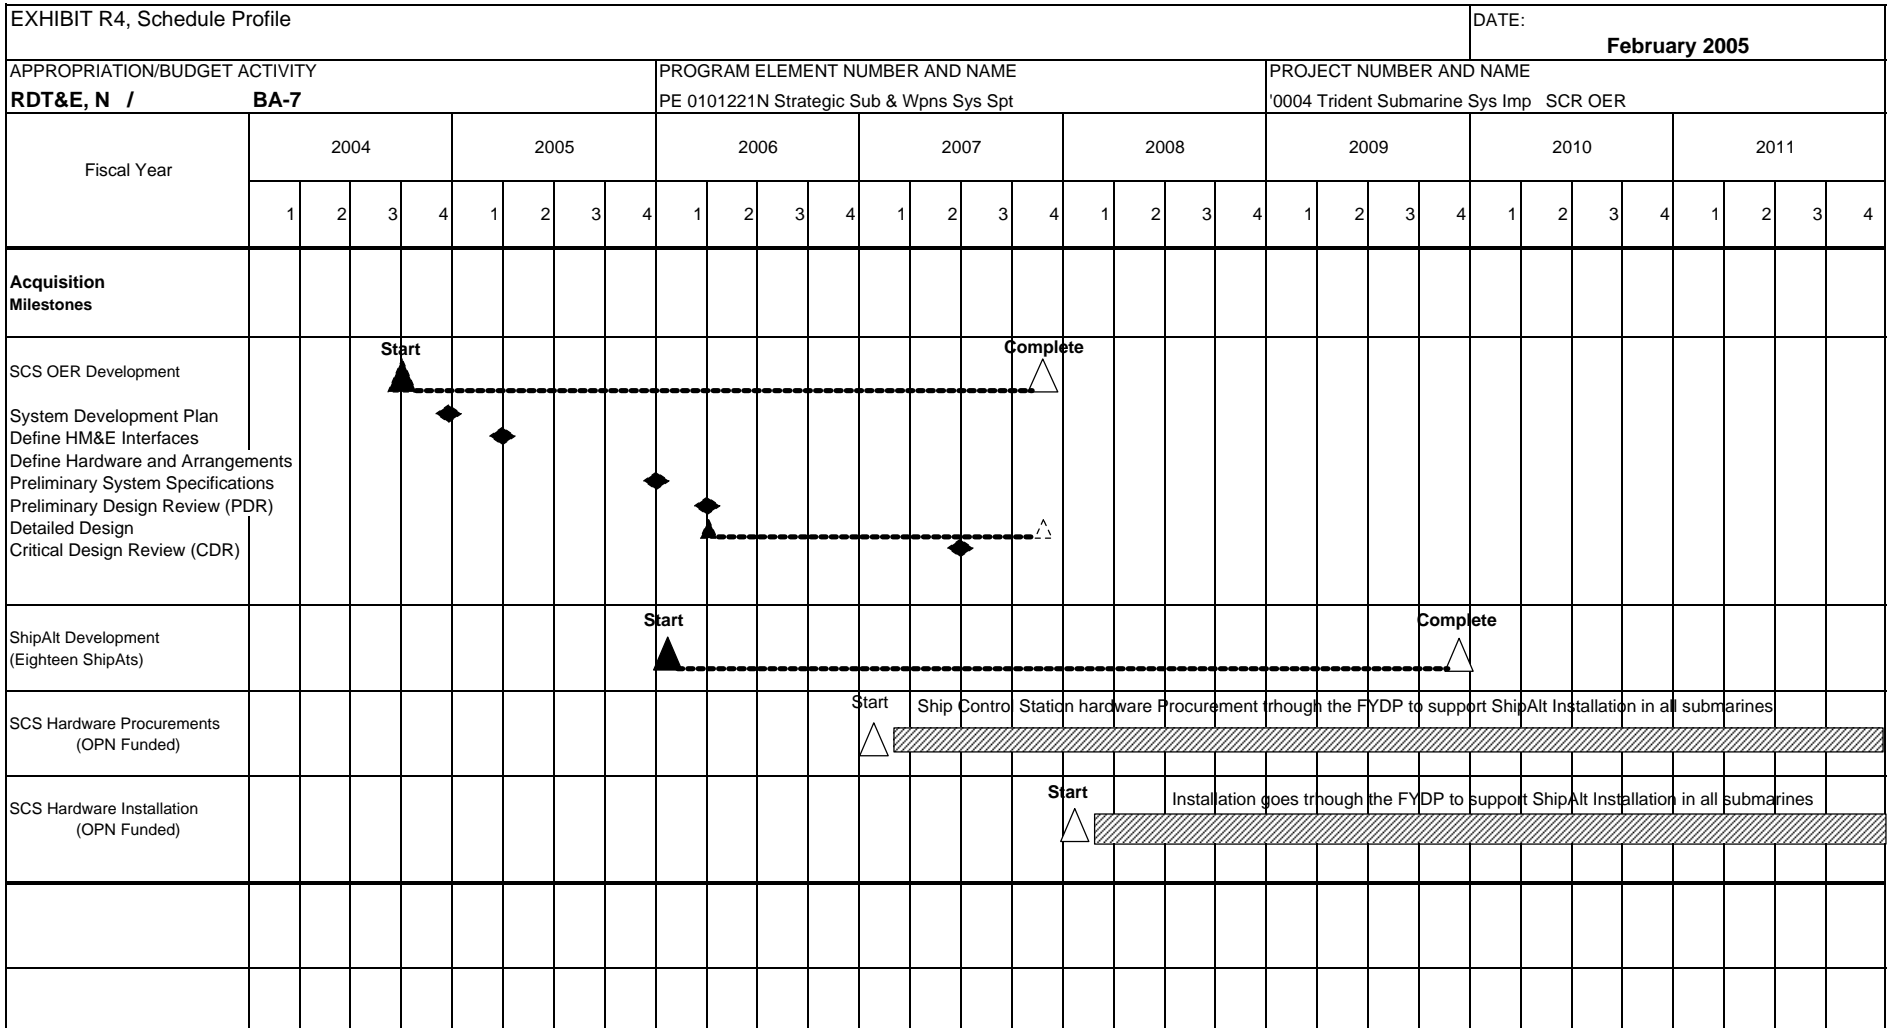 EXHIBIT R4, Schedule Profile
DATE:
February 2005
APPROPRIATION/BUDGET ACTIVITY
PROGRAM ELEMENT NUMBER AND NAME
PROJECT NUMBER AND NAME
RDT&E, N / BA-7
PE 0101221N Strategic Sub & Wpns Sys Spt
'0004 Trident Submarine Sys Imp SCR OER
Fiscal Year
2004 2005 2006 2007 2008 2009 2010 2011
1 2 3 4 1 2 3 4 1 2 3 4 1 2 3 4 1 2 3 4 1 2 3 4 1 2 3 4 1 2 3 4
Acquisition
Milestones
Start Complete
SCS OER Development
System Development Plan
Define HM&E Interfaces
Define Hardware and Arrangements
Preliminary System Specifications
Preliminary Design Review (PDR)
Detailed Design
Critical Design Review (CDR)
Start Complete
ShipAlt Development
(Eighteen ShipAts)
Start Ship Control Station hardware Procurement trhough the FYDP to support ShipAlt Installation in all submarines
SCS Hardware Procurements
(OPN Funded)
Start Installation goes trhough the FYDP to support ShipAlt Installation in all submarines
SCS Hardware Installation
(OPN Funded)